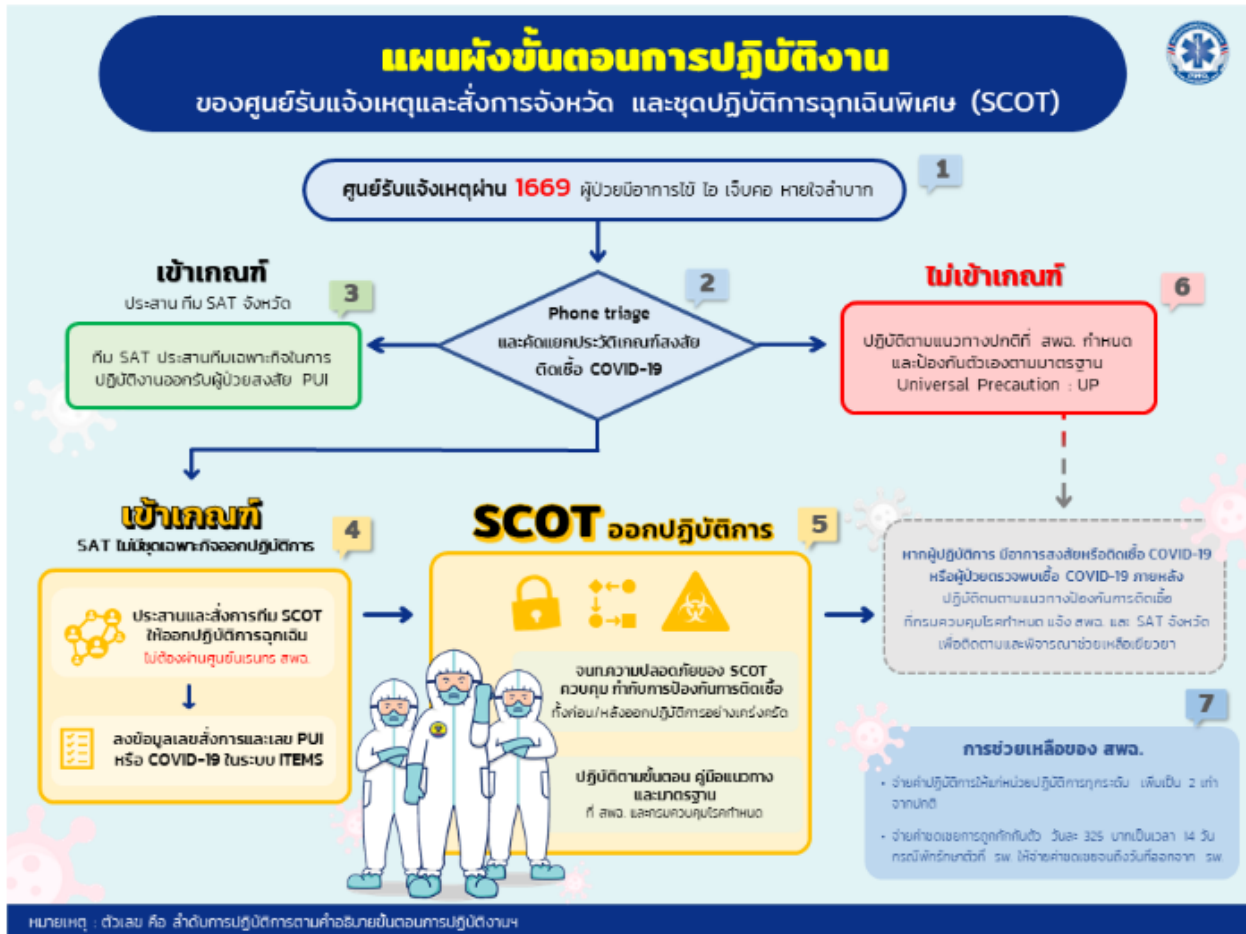 แผนผังขั้นตอนการปฏิบัติงาน
ของศูนย์รับแจ้งเหตุและสั่งการจังหวัด และชุดปฏิบัติการฉุกเฉินพิเศษ (SCOT)
1
ศูนย์รับแจ้งเหตุผ่าน 1669 ผู้ป่วยมีอาการไข้ ไอ เจ็บคอ หายใจลำบาก
2
Phone triage
และคัดแยกประวัติเกณฑ์สงสัย
ติดเชื้อ COVID-19
เข้าเกณฑ์
ประสาน ทีม SAT จังหวัด
3
ทีม SAT ประสานทีมเฉพาะกิจในการ
ปฏิบัติงานออกรับผู้ป่วยสงสัย PUI
ไม่เข้าเกณฑ์
6
ปฏิบัติตามแนวทางปกติที่ สพฉ. กำหนด
และป้องกันตัวเองตามมาตรฐาน
Universal Precaution : UP
เข้าเกณฑ์
SAT ไม่มีชุดเฉพาะกิจออกปฏิบัติการ
4
ประสานและสั่งการทีม SCOT
ให้ออกปฏิบัติการฉุกเฉิน
ไม่ต้องผ่านศูนย์นเรนทร สพฉ.
ลงข้อมูลเลขสั่งการและเลข PUI
หรือ COVID-19 ในระบบ ITEMS
SCOT ออกปฏิบัติการ
5
จนท.ความปลอดภัยของ SCOT
ควบคุม กำกับการป้องกันการติดเชื้อ
ทั้งก่อน/หลังออกปฏิบัติการอย่างเคร่งครัด
ปฏิบัติตามขั้นตอน คู่มือแนวทาง
และมาตรฐาน
ที่ สพฉ. และกรมควบคุมโรคกำหนด
หากผู้ปฏิบัติการ มีอาการสงสัยหรือติดเชื้อ COVID-19
หรือผู้ป่วยตรวจพบเชื้อ COVID-19 ภายหลัง
ปฏิบัติตนตามแนวทางป้องกันการติดเชื้อ
ที่กรมควบคุมโรคกำหนด แจ้ง สพฉ. และ SAT จังหวัด
เพื่อติดตามและพิจารณาช่วยเหลือเยียวยา
7
การช่วยเหลือของ สพฉ.
• จ่ายค่าปฏิบัติการให้แก่หน่วยปฏิบัติการทุกระดับ เพิ่มเป็น 2 เท่า
จากปกติ
• จ่ายค่าชดเชยการถูกกักกันตัว วันละ 325 บาทเป็นเวลา 14 วัน
กรณีพักรักษาตัวที่ รพ. ให้จ่ายค่าชดเชยจนถึงวันที่ออกจาก รพ.
หมายเหตุ : ตัวเลข คือ ลำดับการปฏิบัติการตามคำอธิบายขั้นตอนการปฏิบัติงานฯ